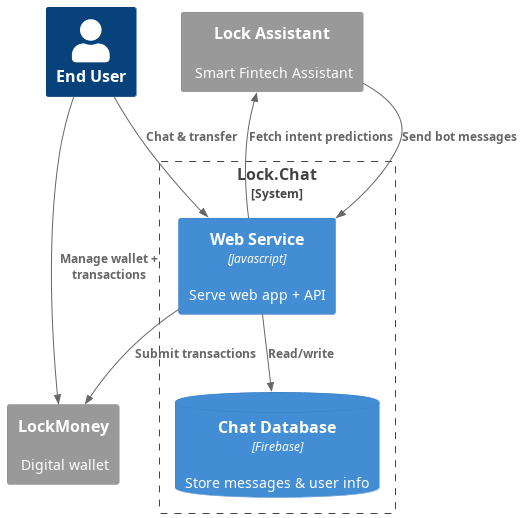 End User
Lock Assistant
Smart Fintech Assistant
Chat & transfer
Fetch intent predictions
Send bot messages
Lock.Chat
[System]
Web Service
[Javascript]
Serve web app + API
Manage wallet +
transactions
Submit transactions
Read/write
LockMoney
Digital wallet
Chat Database
[Firebase]
Store messages & user info